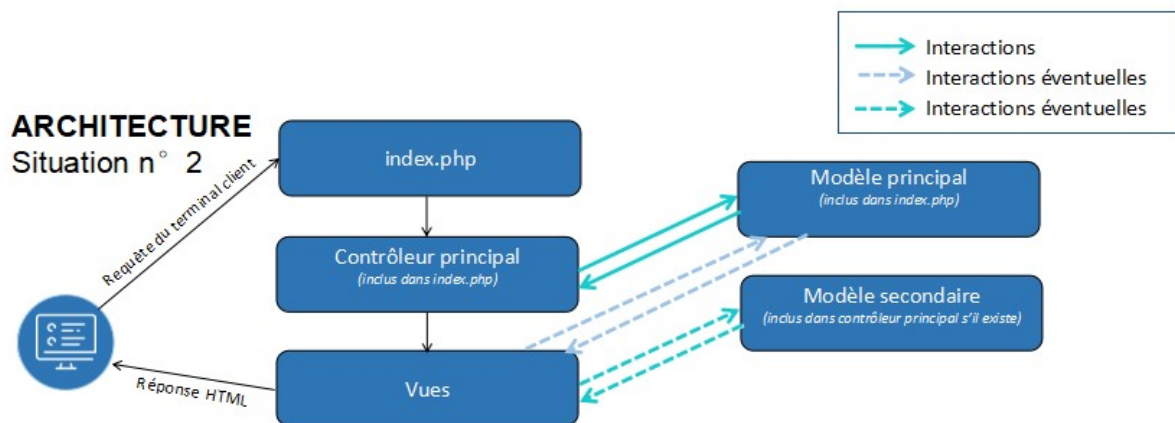 Interactions
Interactions éventuelles
Interactions éventuelles
ARCHITECTURE
Situation n° 2
index.php
Requête du terminal client
Modèle principal
(inclus dans index.php)
Contrôleur principal
(inclus dans index.php)
Modèle secondaire
(inclus dans contrôleur principal s'il existe)
Vues
Réponse HTML